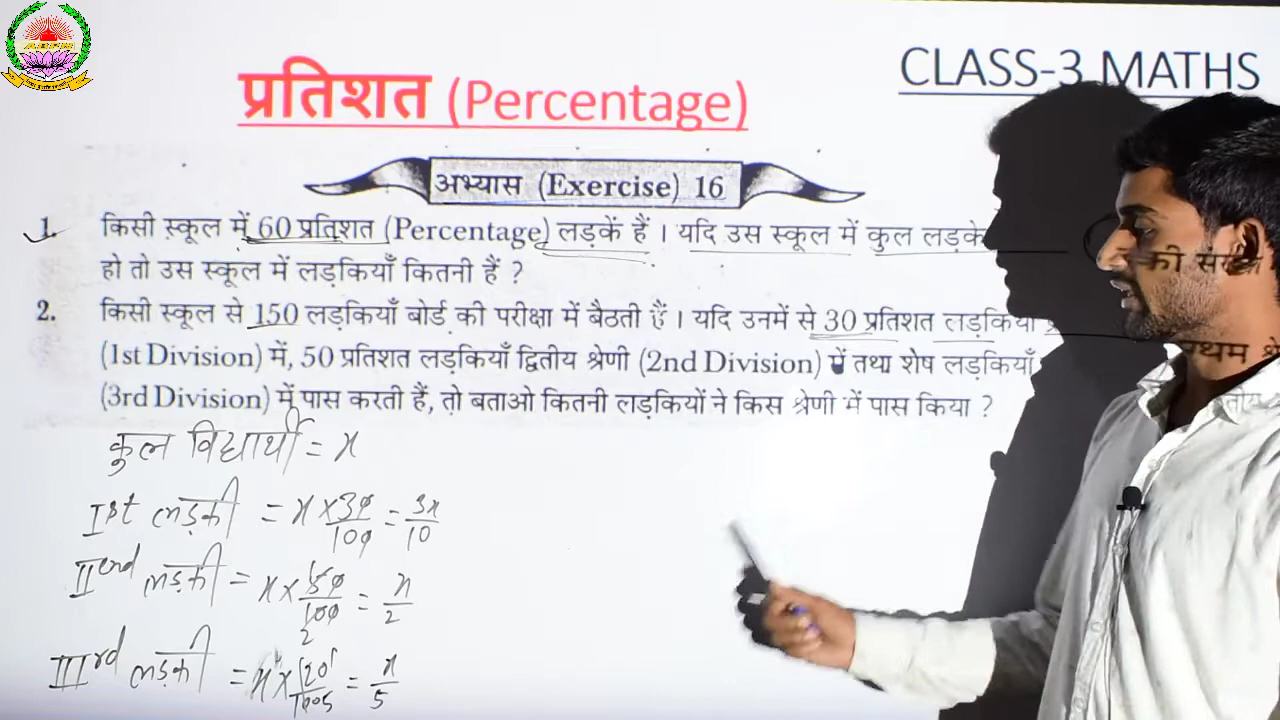 CLASS-3 MATHS
प्रतिशत (Percentage)
अभ्यास (Exercise) 16
1. किसी स्कूल में 60 प्रतिशत (Percentage) लड़कें हैं । यदि उस स्कूल में कुल लड़के की
हो तो उस स्कूल में लड़कियाँ कितनी हैं ?
2. किसी स्कूल से 150 लड़कियाँ बोर्ड की परीक्षा में बैठती हैं । यदि उनमें से 30 प्रतिशत लड़कियाँ प्रथम
(1st Division) में, 50 प्रतिशत लड़कियाँ द्वितीय श्रेणी (2nd Division) में तथा शेष लड़कियाँ
(3rd Division) में पास करती हैं, तो बताओ कितनी लड़कियों ने किस श्रेणी में पास किया ?
कुल विद्यार्थी = x
Ist लड़की = x × 30/100 = 3x/10
IInd लड़की = x × 50/100 = x/2
IIIrd लड़की = x × 20/100 = x/5